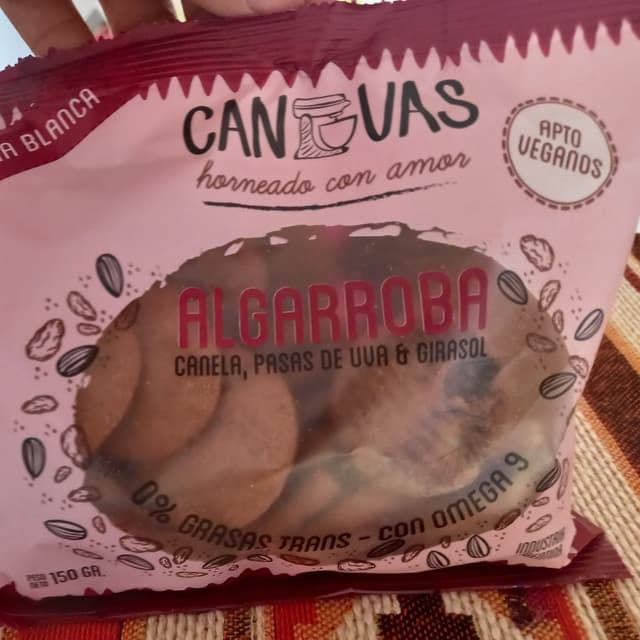 A BLANCA
CANOVAS
horneado con amor
APTO
VEGANOS
ALGARROBA
CANELA, PASAS DE UVA & GIRASOL
0% GRASAS TRANS - CON OMEGA 9
PESO
NETO 150 GR.
INDUSTRIA